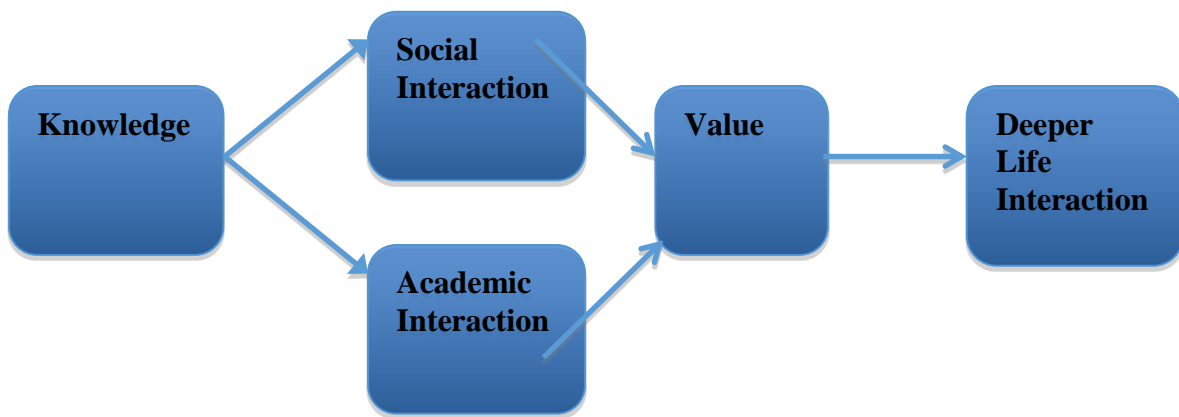 Knowledge
Social
Interaction
Academic
Interaction
Value
Deeper
Life
Interaction